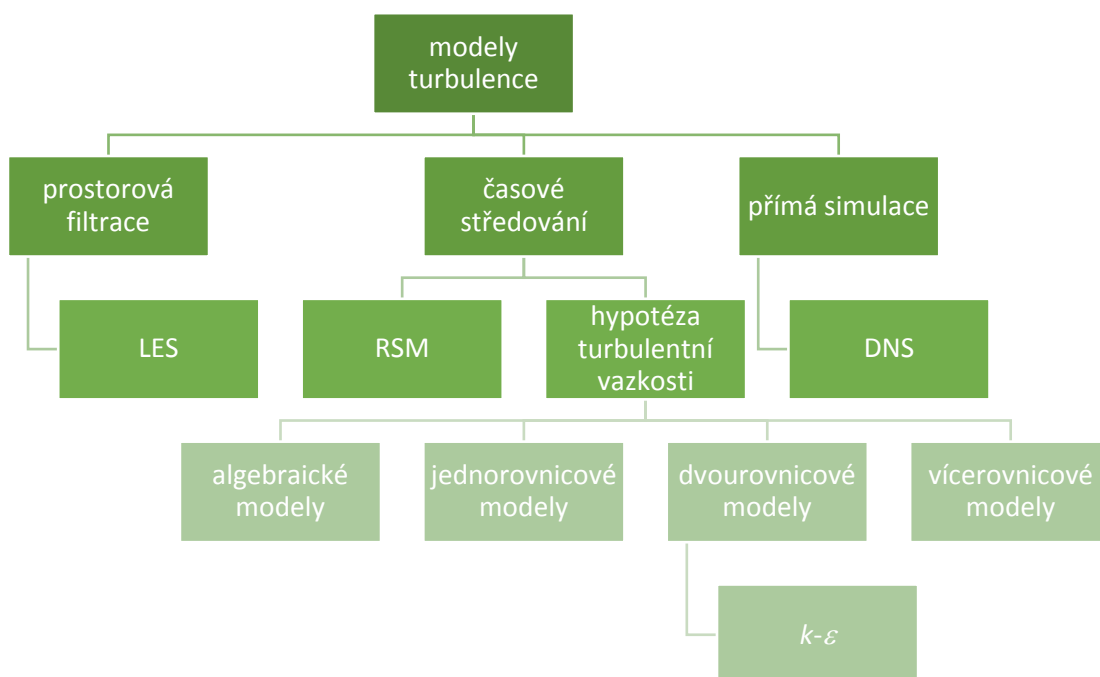 modely
turbulence
prostorová
filtrace
časové
středování
přímá simulace
LES
RSM
hypotéza
turbulentní
vazkosti
DNS
algebraické
modely
jednorovnicové
modely
dvourovnicové
modely
vícerovnicové
modely
k-ε